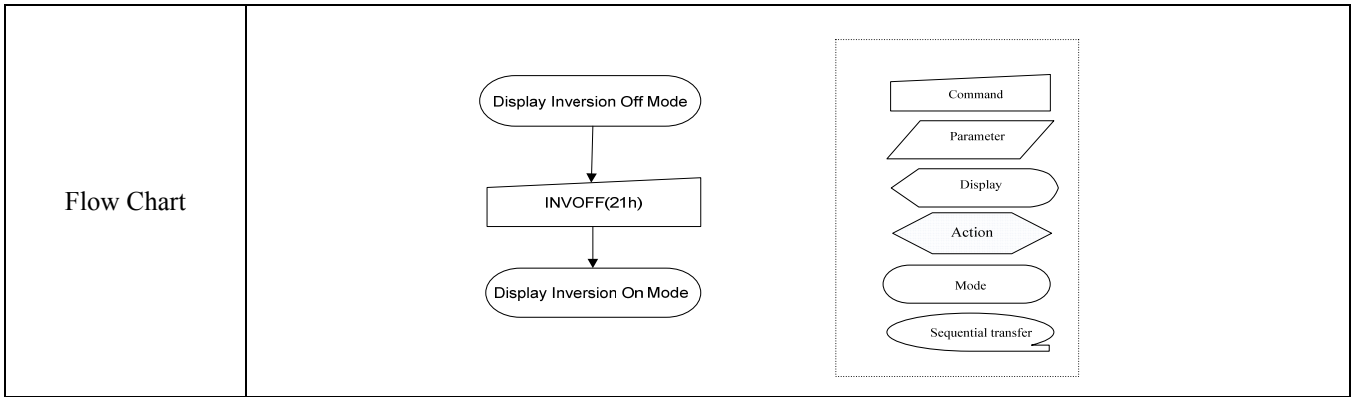 Flow Chart
Display Inversion Off Mode
INVOFF(21h)
Display Inversion On Mode
Command
Parameter
Display
Action
Mode
Sequential transfer